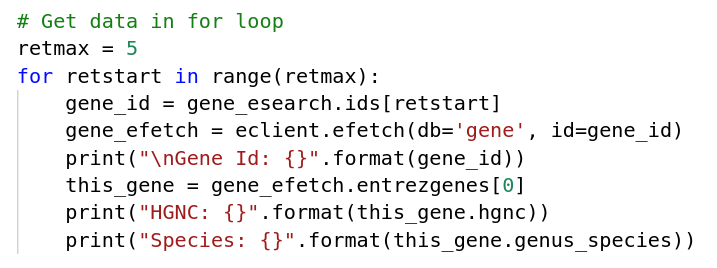 # Get data in for loop
retmax = 5
for retstart in range(retmax):
    gene_id = gene_esearch.ids[retstart]
    gene_efetch = eclient.efetch(db='gene', id=gene_id)
    print("\nGene Id: {}".format(gene_id))
    this_gene = gene_efetch.entrezgenes[0]
    print("HGNC: {}".format(this_gene.hgnc))
    print("Species: {}".format(this_gene.genus_species))